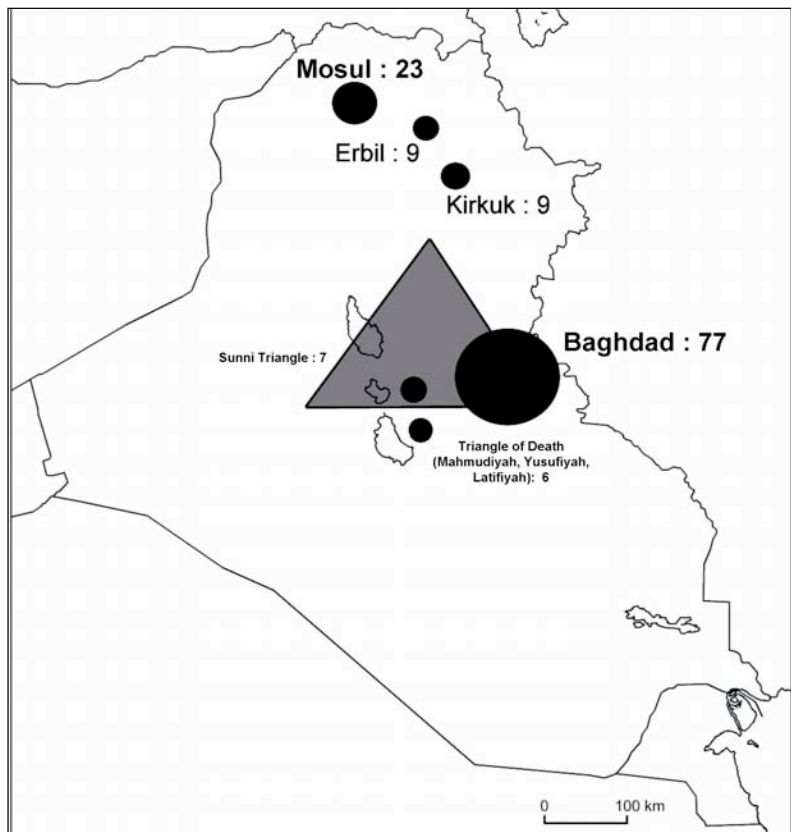 Mosul : 23
Erbil : 9
Kirkuk : 9
Baghdad : 77
Sunni Triangle : 7
Triangle of Death
(Mahmudiyah, Yusufiyah,
Latifiyah): 6
0 100 km